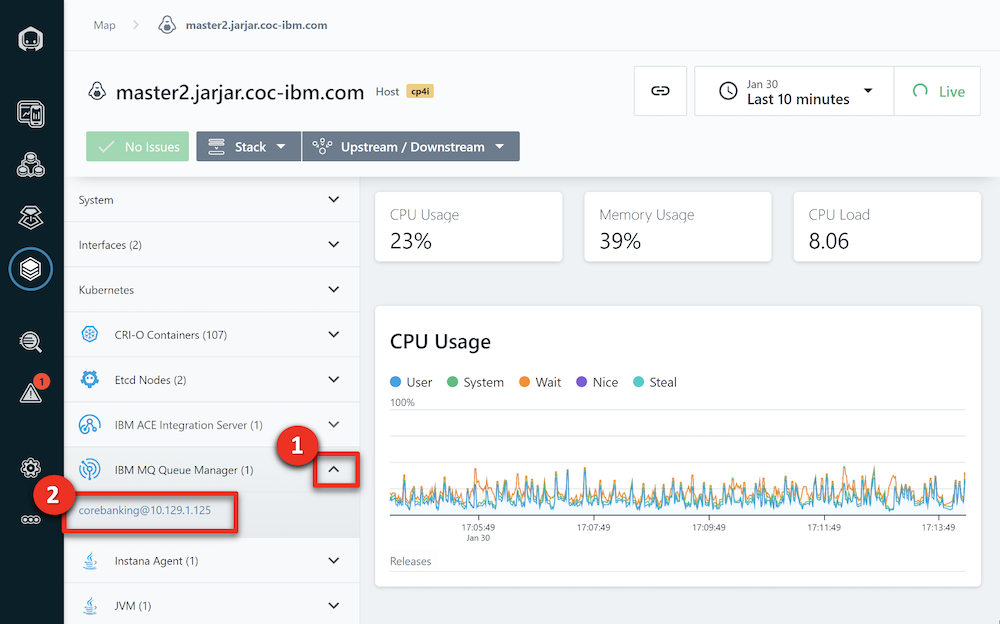 Map
master2.jarjar.coc-ibm.com
master2.jarjar.coc-ibm.com Host cp4i
Jan 30
Last 10 minutes
Live
No Issues
Stack
Upstream / Downstream
System
Interfaces (2)
Kubernetes
CRI-O Containers (107)
Etcd Nodes (2)
IBM ACE Integration Server (1)
1
IBM MQ Queue Manager (1)
2
corebanking@10.129.1.125
Instana Agent (1)
JVM (1)
1
CPU Usage
23%
Memory Usage
39%
CPU Load
8.06
CPU Usage
User System Wait Nice Steal
100%
17:05:49 17:07:49 17:09:49 17:11:49 17:13:49
Jan 30
Releases